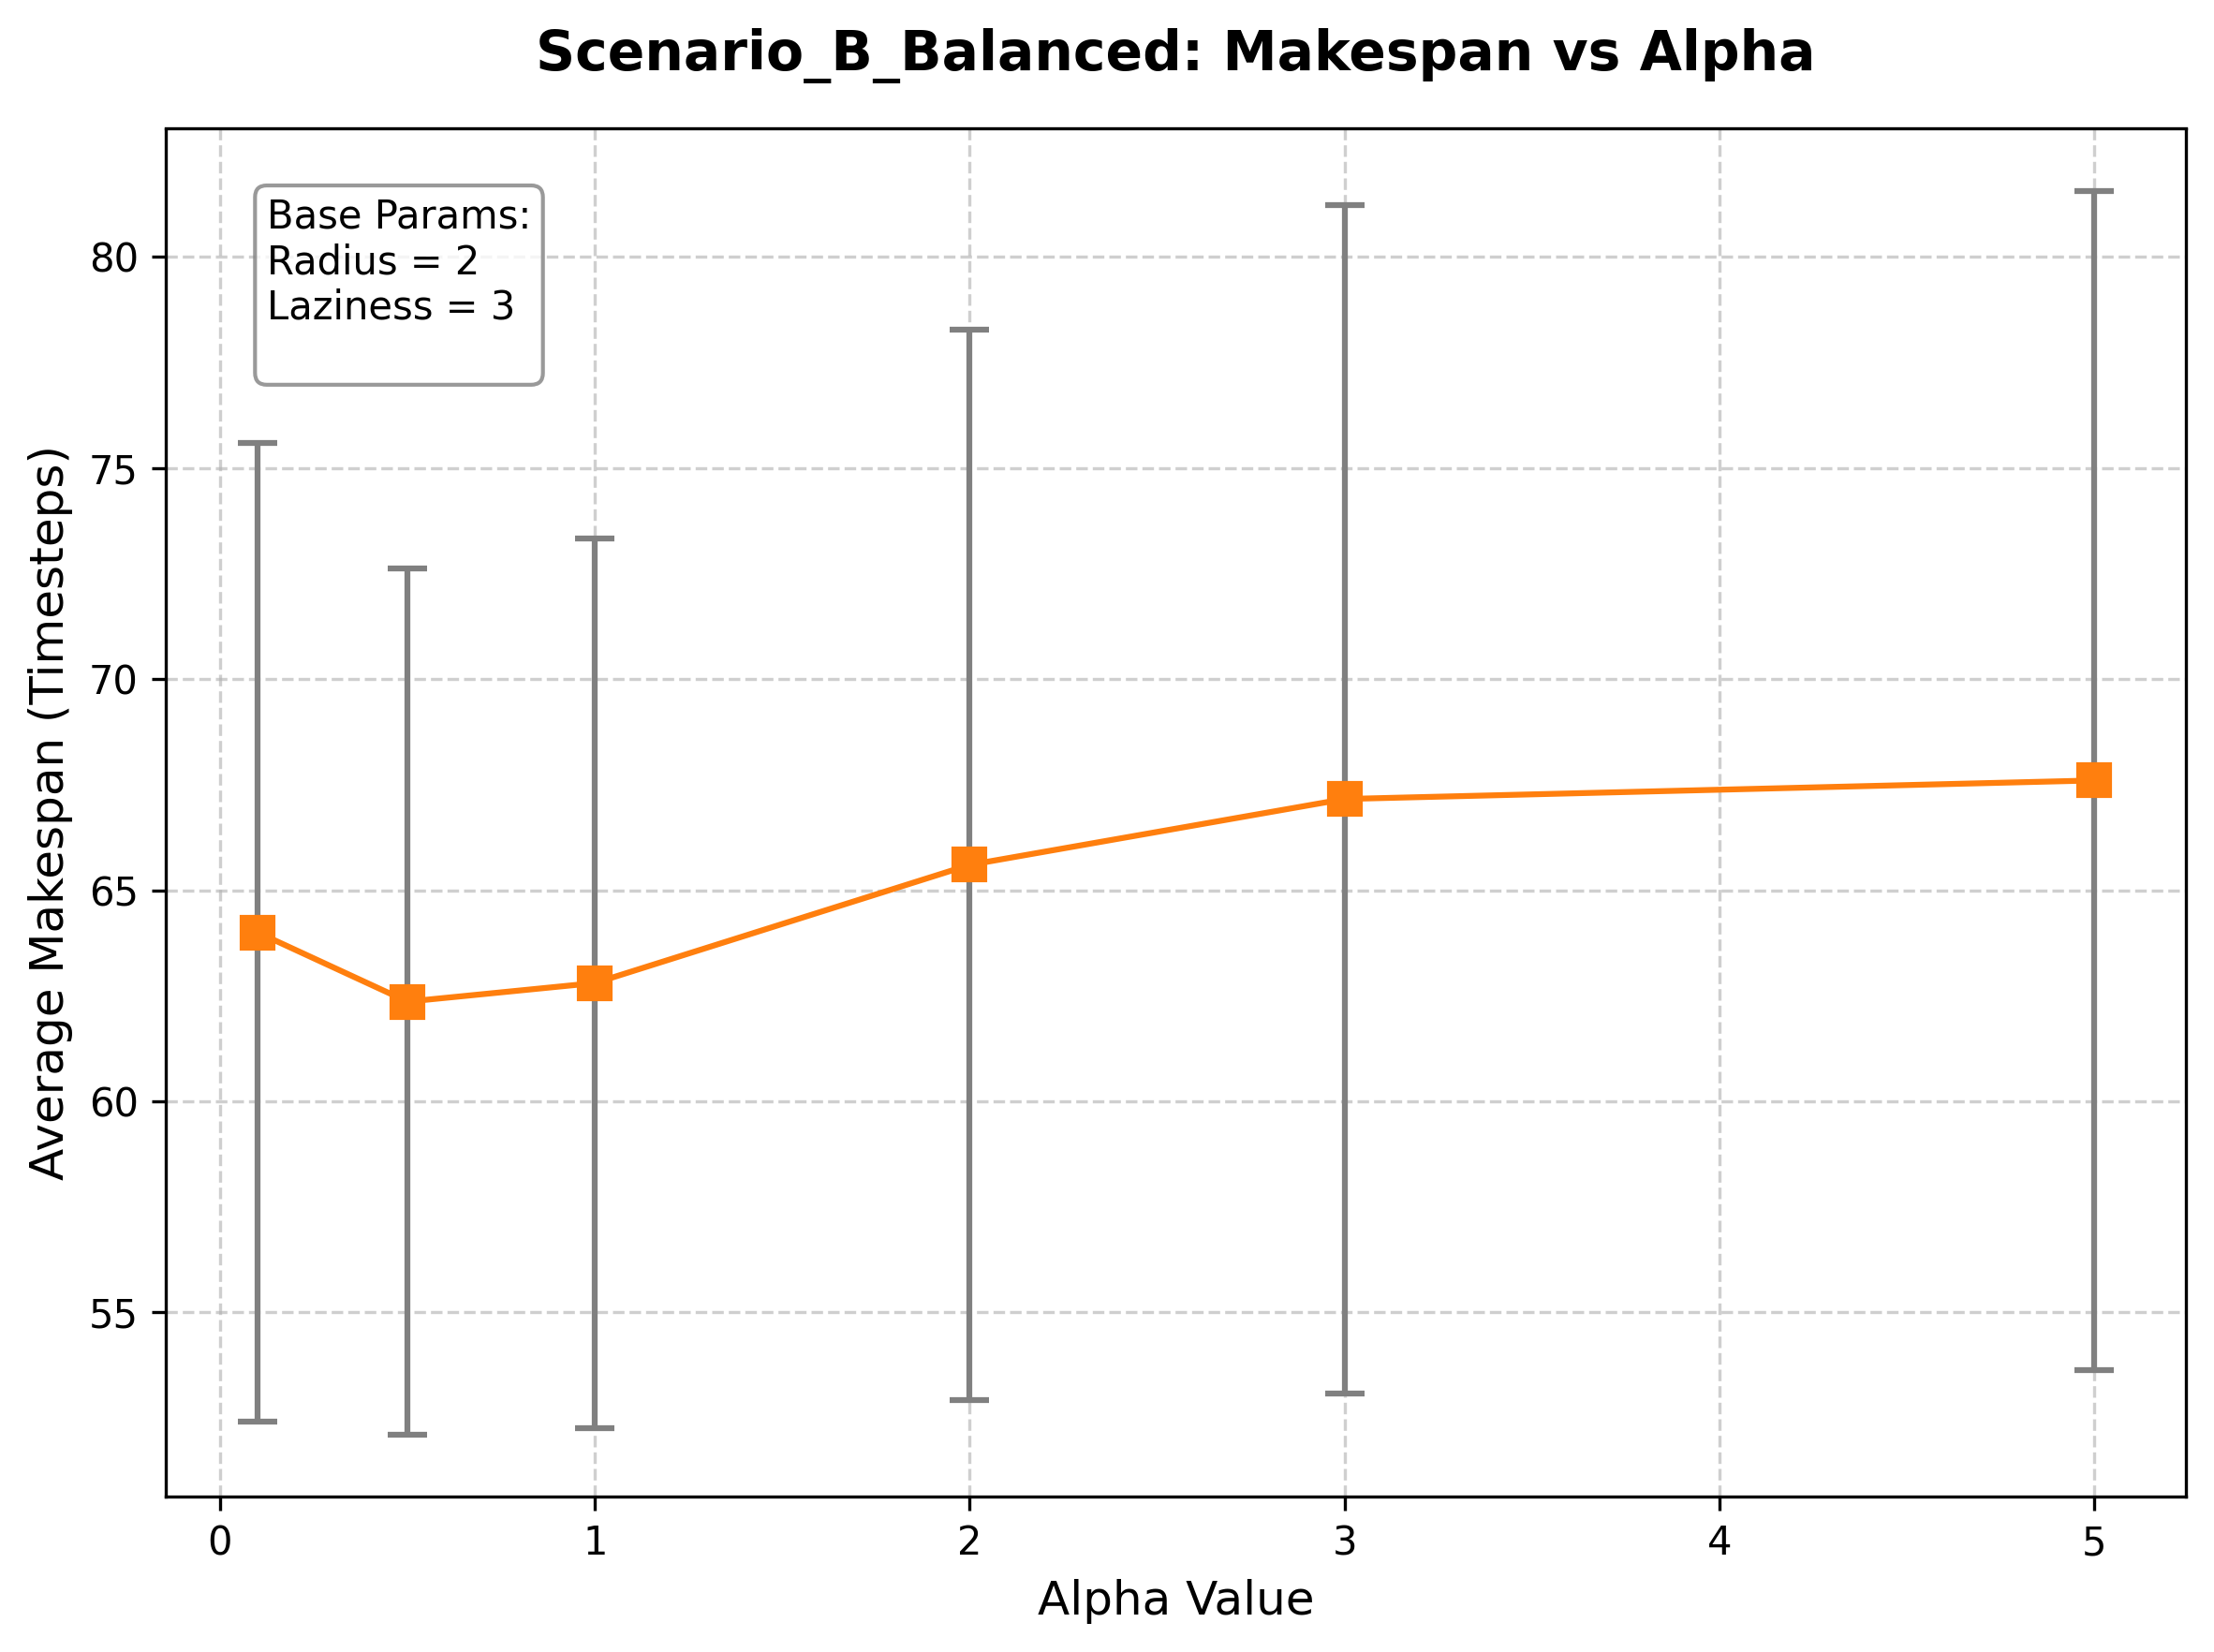 Scenario_B_Balanced: Makespan vs Alpha
Base Params:
Radius = 2
Laziness = 3
80
75
70
65
60
55
Average Makespan (Timesteps)
0 1 2 3 4 5
Alpha Value